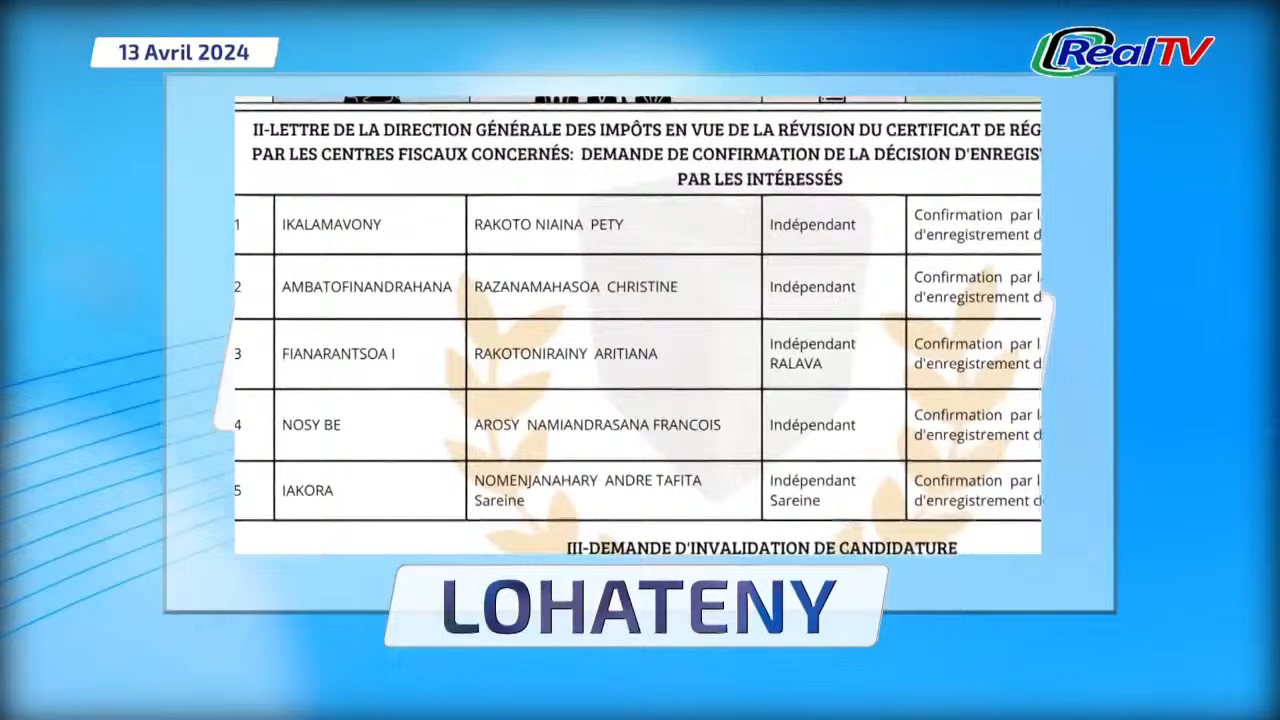 13 Avril 2024
RealTV
II-LETTRE DE LA DIRECTION GÉNÉRALE DES IMPÔTS EN VUE DE LA RÉVISION DU CERTIFICAT DE RÉG
PAR LES CENTRES FISCAUX CONCERNÉS: DEMANDE DE CONFIRMATION DE LA DÉCISION D'ENREGIS
PAR LES INTÉRESSÉS
1 IKALAMAVONY RAKOTO NIAINA PETY Indépendant Confirmation par l
d'enregistrement d
2 AMBATOFINANDRAHANA RAZANAMAHASOA CHRISTINE Indépendant Confirmation par l
d'enregistrement d
3 FIANARANTSOA I RAKOTONIRAINY ARITIANA Indépendant
RALAVA
Confirmation par l
d'enregistrement d
4 NOSY BE AROSY NAMIANDRASANA FRANCOIS Indépendant Confirmation par l
d'enregistrement d
5 IAKORA NOMENJANAHARY ANDRE TAFITA
Sareine
Indépendant
Sareine
Confirmation par l
d'enregistrement d
III-DEMANDE D'INVALIDATION DE CANDIDATURE
LOHATENY